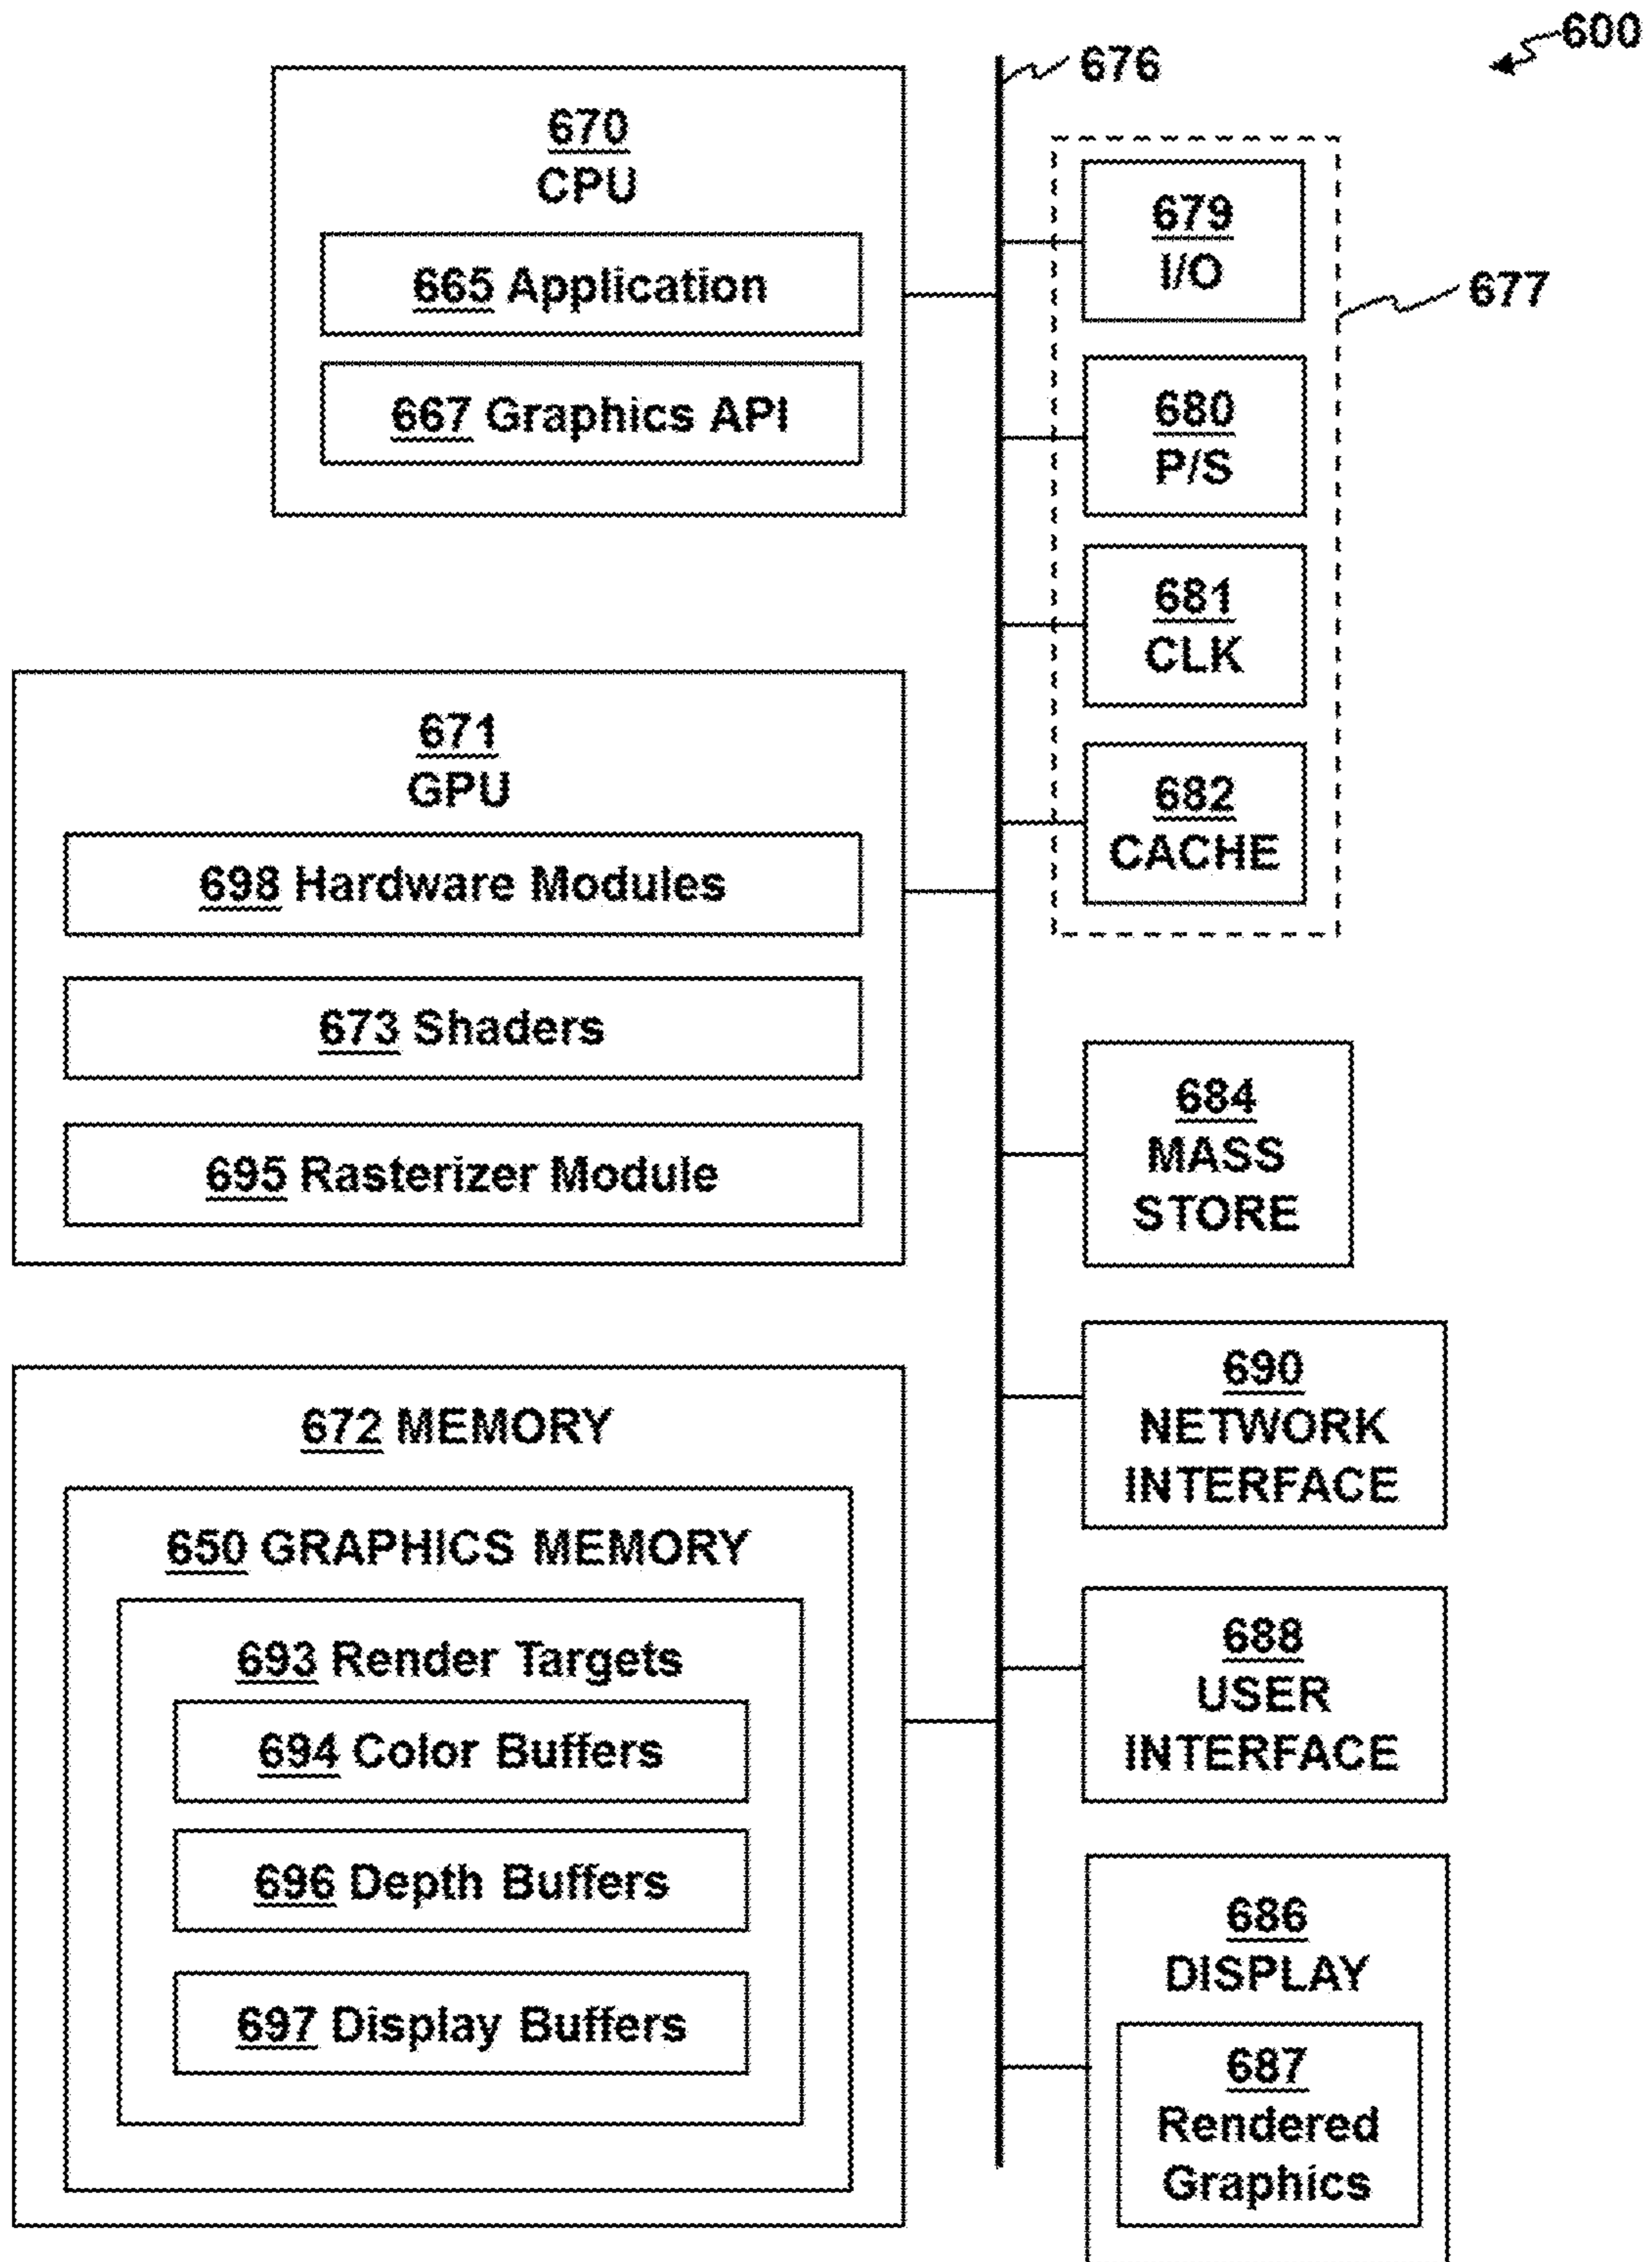 600
676
670
CPU
665 Application
667 Graphics API
679
I/O
677
680
P/S
681
CLK
682
CACHE
671
GPU
698 Hardware Modules
673 Shaders
695 Rasterizer Module
684
MASS
STORE
672 MEMORY
650 GRAPHICS MEMORY
693 Render Targets
694 Color Buffers
696 Depth Buffers
697 Display Buffers
690
NETWORK
INTERFACE
688
USER
INTERFACE
686
DISPLAY
687
Rendered
Graphics